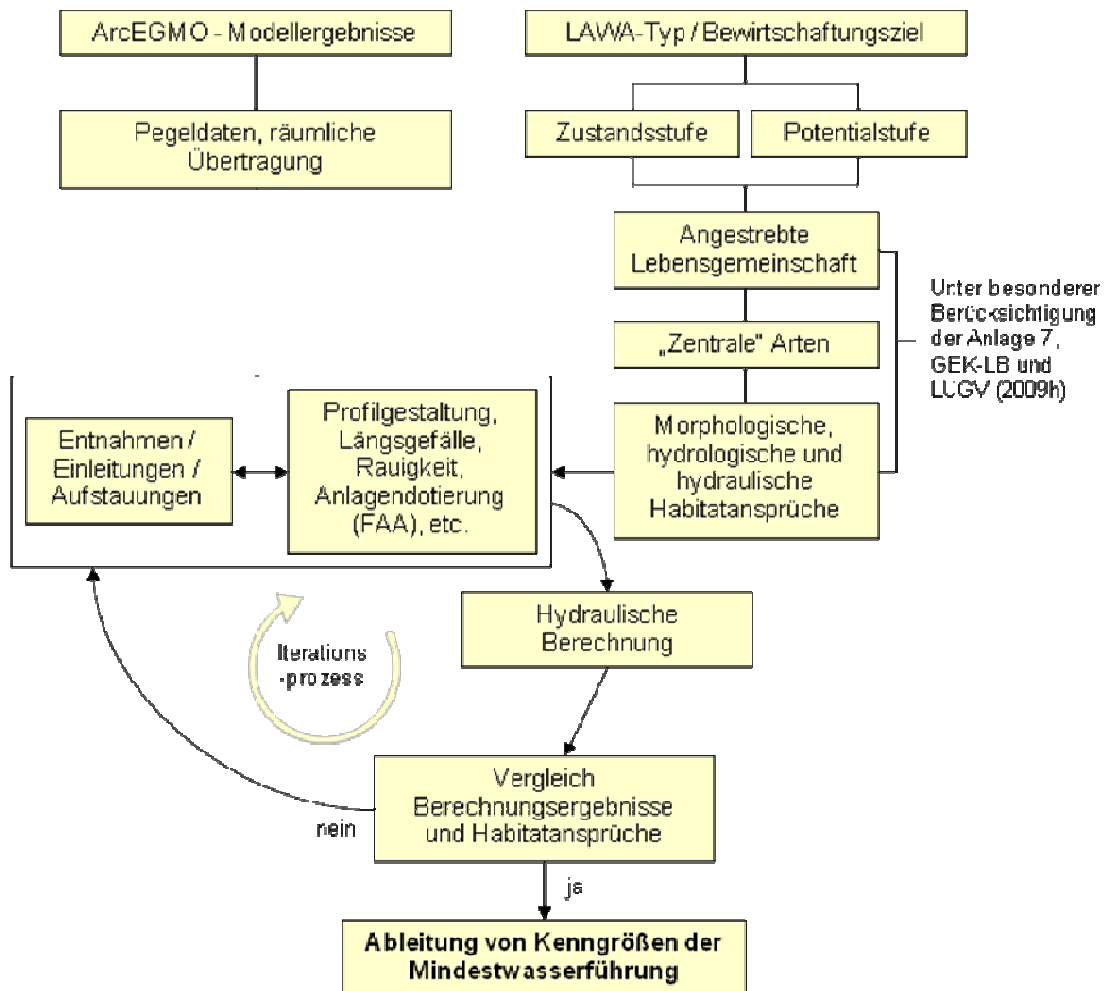 ArcEGMO - Modellergebnisse
LAWA-Typ / Bewirtschaftungsziel
Pegeldaten, räumliche
Übertragung
Zustandsstufe
Potentialstufe
Angestrebte
Lebensgemeinschaft
„Zentrale“ Arten
Morphologische,
hydrologische und
hydraulische
Habitatansprüche
Unter besonderer
Berücksichtigung
der Anlage 7,
GEK-LB und
LUGV (2009h)
Entnahmen /
Einleitungen /
Aufstauungen
Profilgestaltung,
Längsgefälle,
Rauigkeit,
Anlagendotierung
(FAA), etc.
Hydraulische
Berechnung
Iterations
-prozess
Vergleich
Berechnungsergebnisse
und Habitatansprüche
nein
ja
Ableitung von Kenngrößen der
Mindestwasserführung